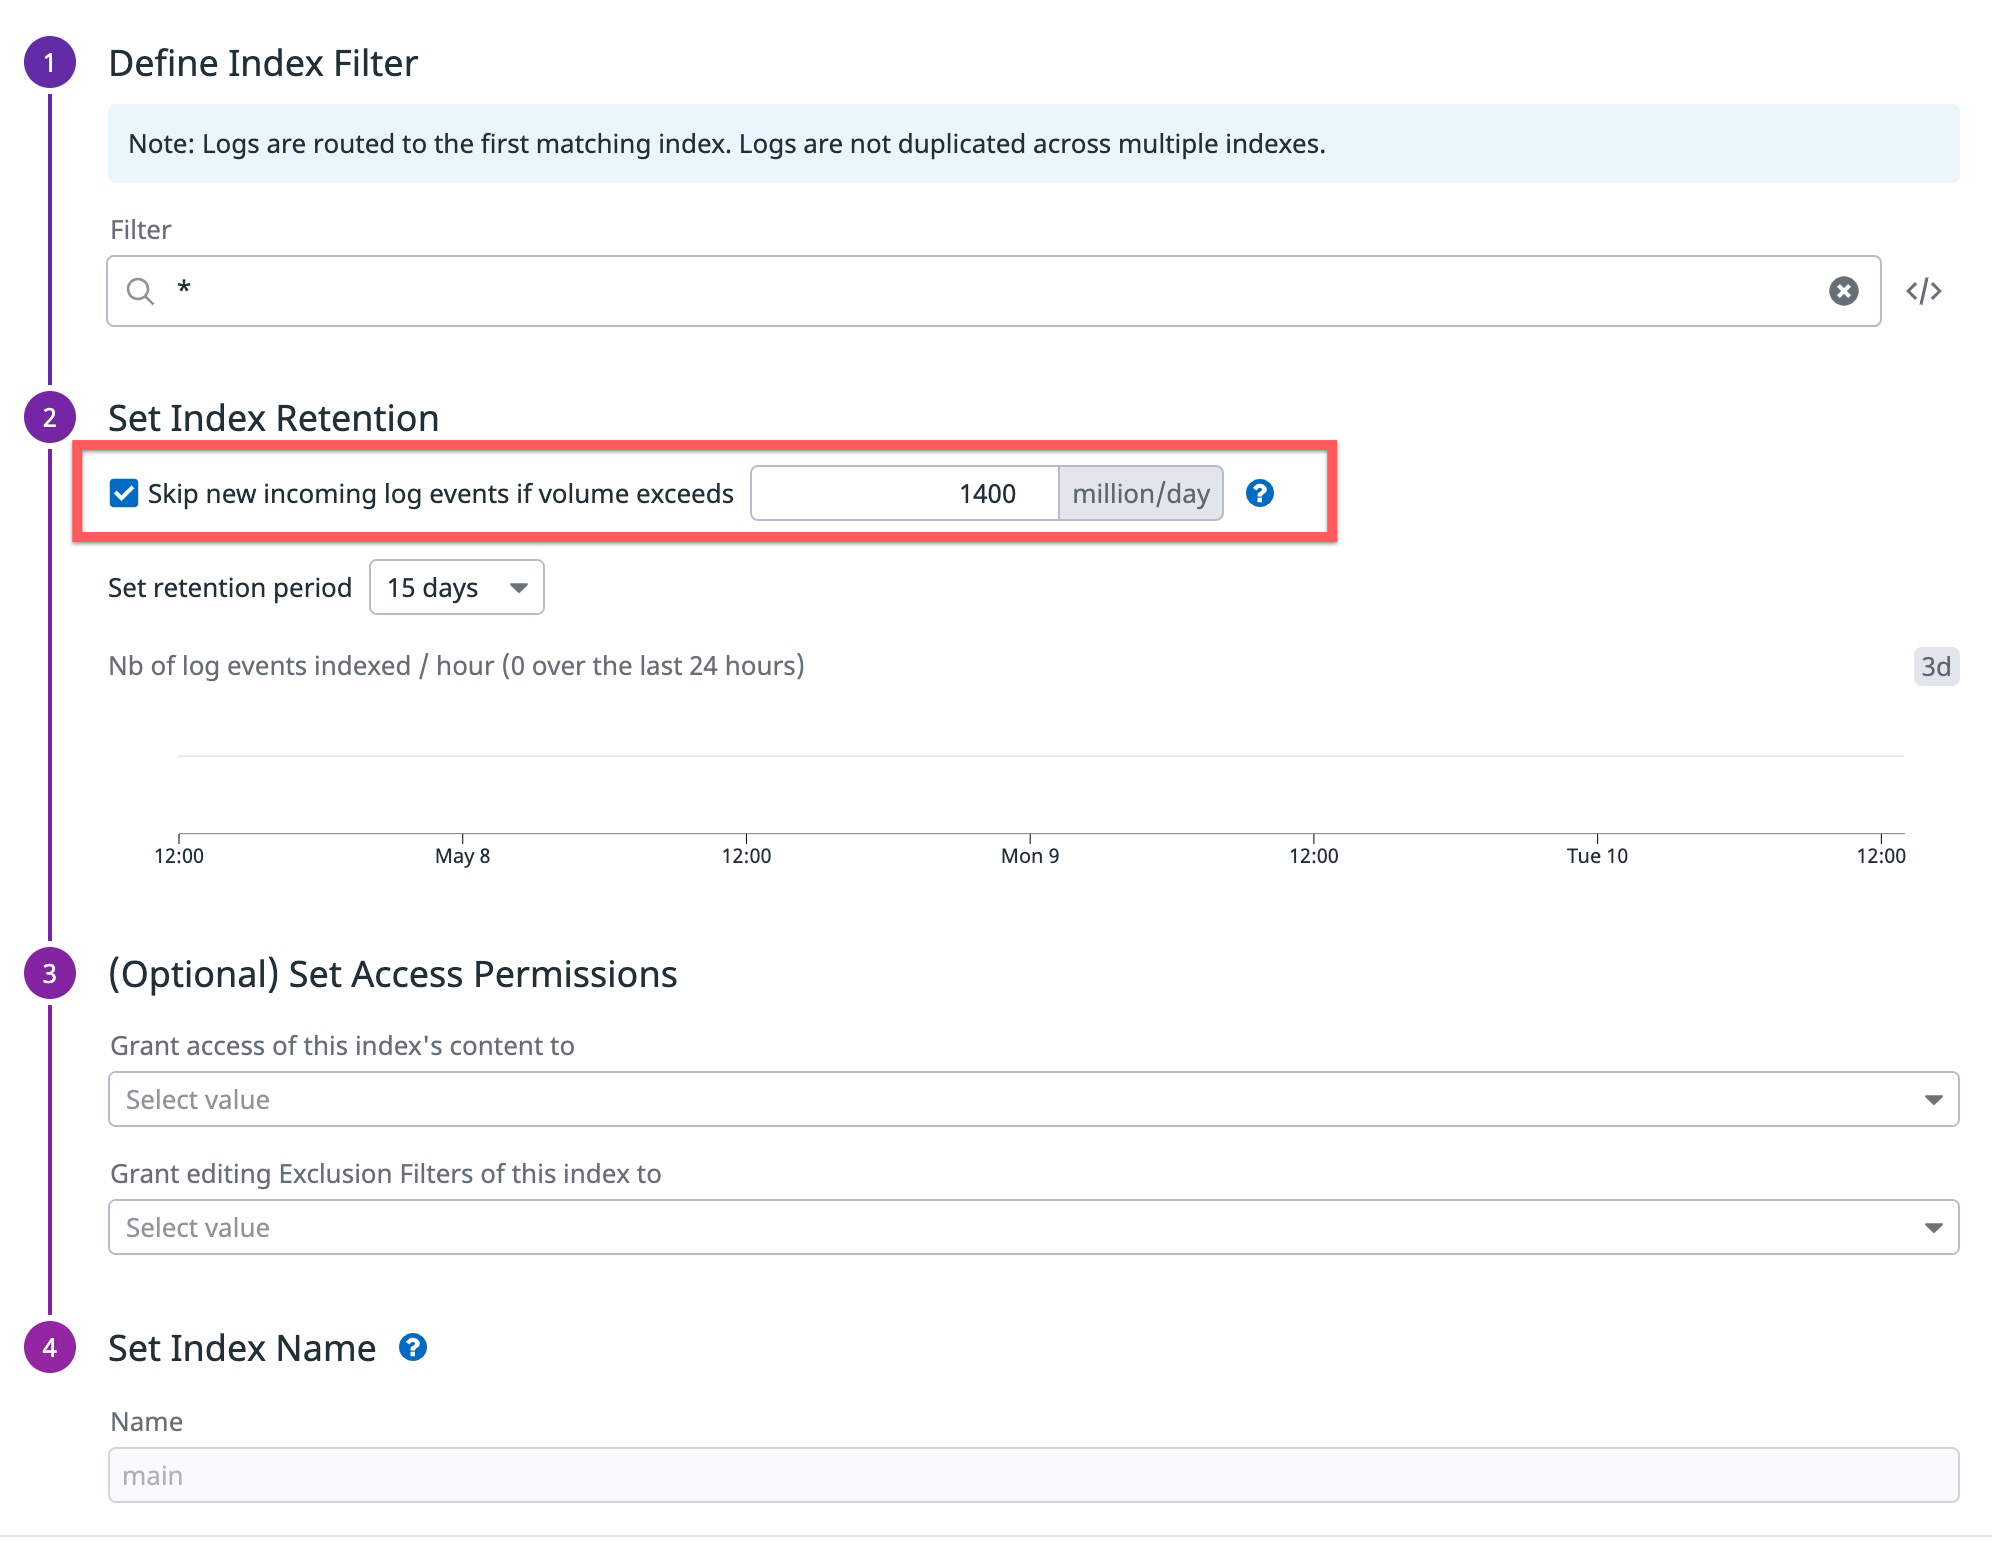 1 Define Index Filter
Note: Logs are routed to the first matching index. Logs are not duplicated across multiple indexes.
Filter
*
</>
2 Set Index Retention
Skip new incoming log events if volume exceeds 1400 million/day ?
Set retention period 15 days
Nb of log events indexed / hour (0 over the last 24 hours) 3d
12:00 May 8 12:00 Mon 9 12:00 Tue 10 12:00
3 (Optional) Set Access Permissions
Grant access of this index's content to
Select value
Grant editing Exclusion Filters of this index to
Select value
4 Set Index Name ?
Name
main